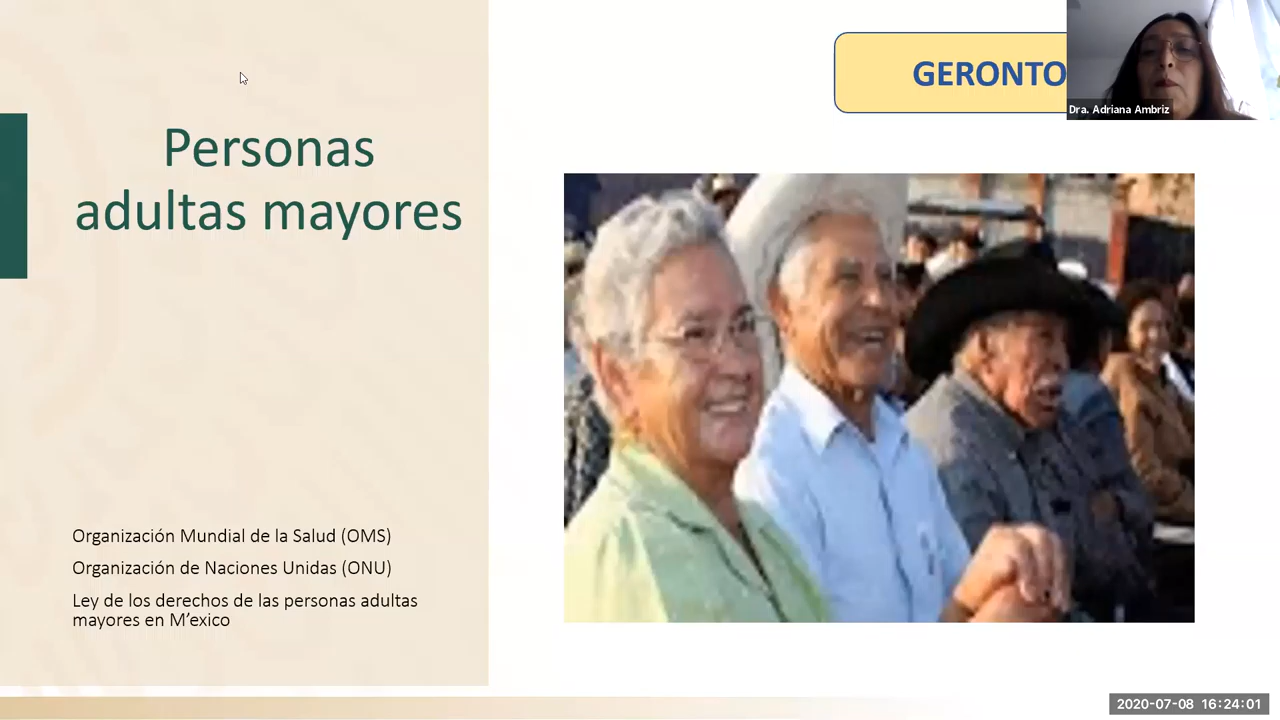 GERONTO
Dra. Adriana Ambriz
Personas
adultas mayores
Organización Mundial de la Salud (OMS)
Organización de Naciones Unidas (ONU)
Ley de los derechos de las personas adultas
mayores en M’exico
2020-07-08 16:24:01